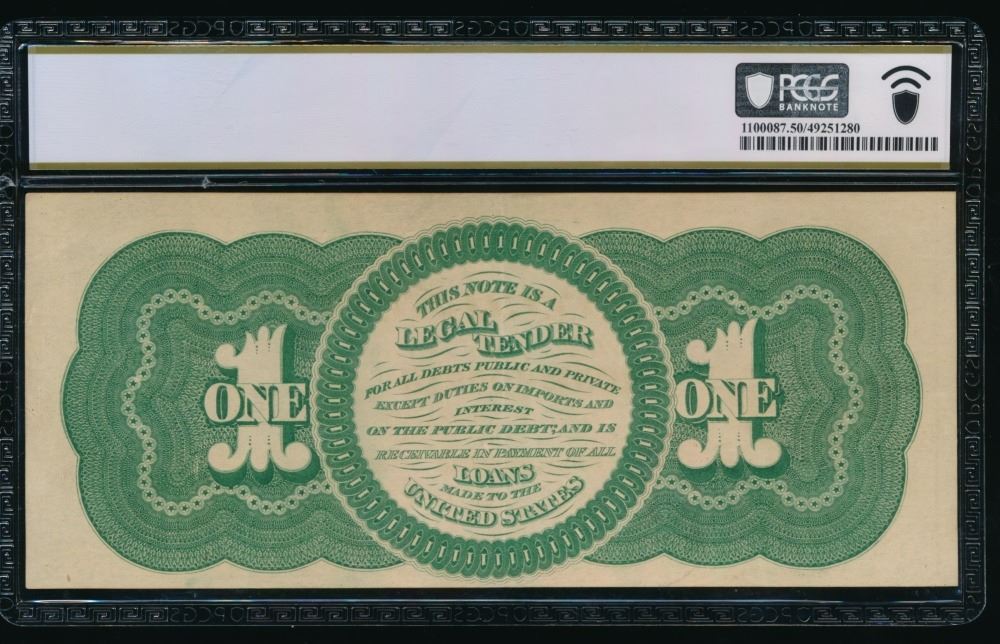 PCGS
BANKNOTE
1100087.50/49251280
THIS NOTE IS A
LEGAL
TENDER
FOR ALL DEBTS PUBLIC AND PRIVATE
EXCEPT DUTIES ON IMPORTS AND
INTEREST
ON THE PUBLIC DEBT; AND IS
RECEIVABLE IN PAYMENT OF ALL
LOANS
MADE TO THE
UNITED STATES
1
ONE
1
ONE